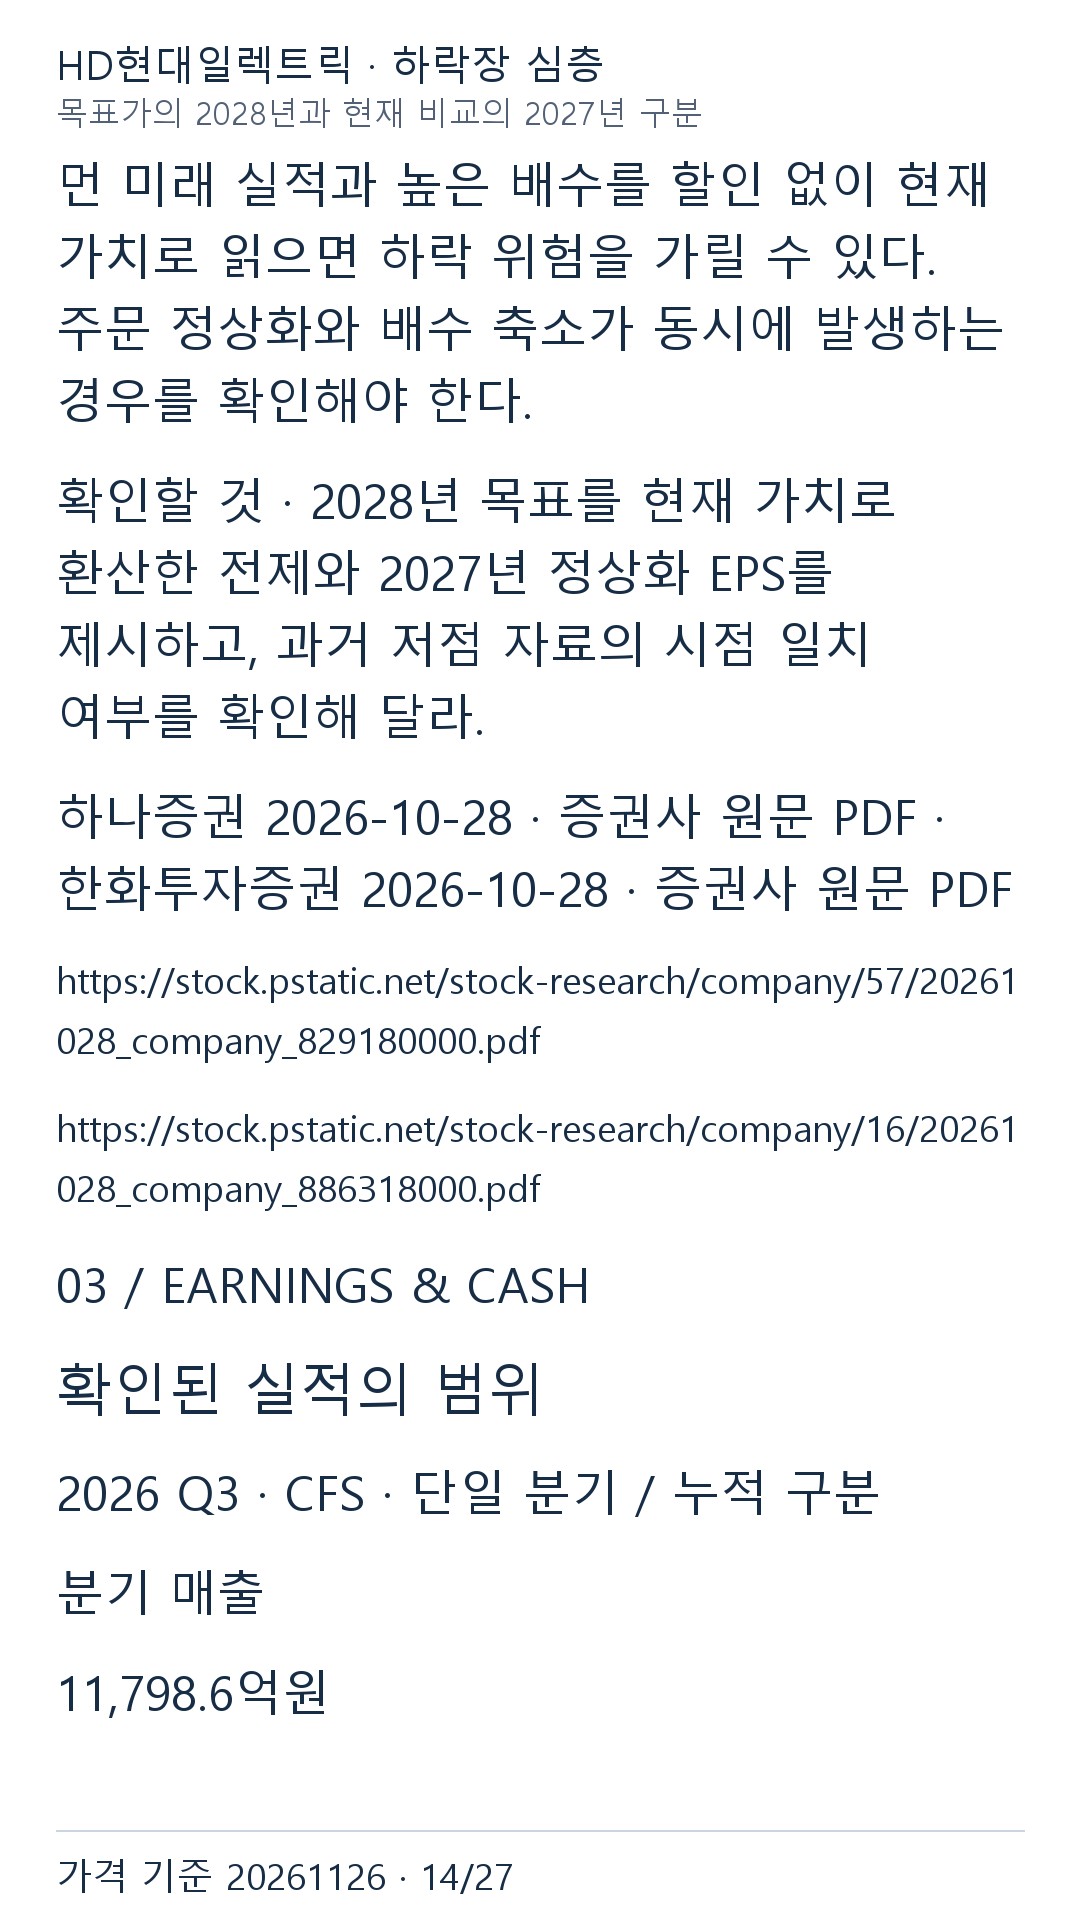 HD현대일렉트릭 · 하락장 심층
목표가의 2028년과 현재 비교의 2027년 구분
먼 미래 실적과 높은 배수를 할인 없이 현재
가치로 읽으면 하락 위험을 가릴 수 있다.
주문 정상화와 배수 축소가 동시에 발생하는
경우를 확인해야 한다.
확인할 것 · 2028년 목표를 현재 가치로
환산한 전제와 2027년 정상화 EPS를
제시하고, 과거 저점 자료의 시점 일치
여부를 확인해 달라.
하나증권 2026-10-28 · 증권사 원문 PDF ·
한화투자증권 2026-10-28 · 증권사 원문 PDF
https://stock.pstatic.net/stock-research/company/57/20261
028_company_829180000.pdf
https://stock.pstatic.net/stock-research/company/16/20261
028_company_886318000.pdf
03 / EARNINGS & CASH
확인된 실적의 범위
2026 Q3 · CFS · 단일 분기 / 누적 구분
분기 매출
11,798.6억원
가격 기준 20261126 · 14/27